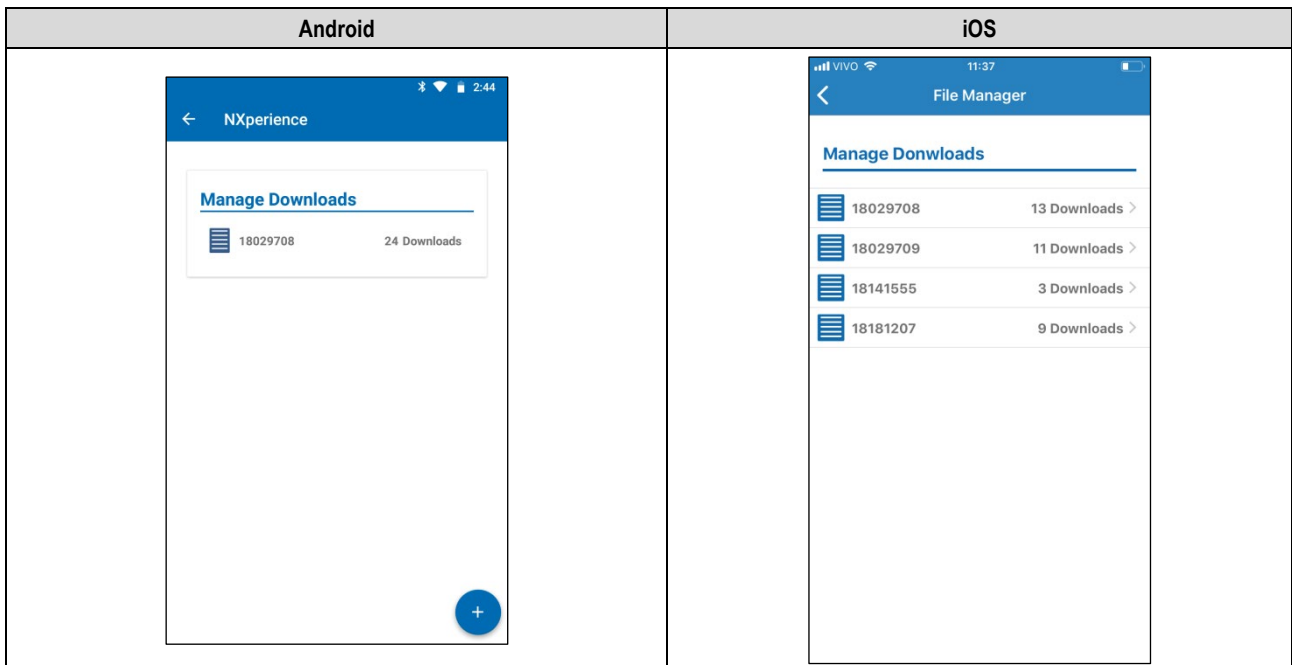 Android
iOS
2:44
NXperience
Manage Downloads
18029708 24 Downloads
+
VIVO 11:37
File Manager
Manage Donwloads
18029708 13 Downloads
18029709 11 Downloads
18141555 3 Downloads
18181207 9 Downloads